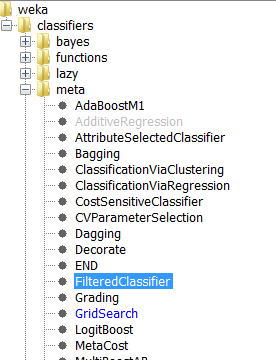 weka
classifiers
bayes
functions
lazy
meta
AdaBoostM1
AdditiveRegression
AttributeSelectedClassifier
Bagging
ClassificationViaClustering
ClassificationViaRegression
CostSensitiveClassifier
CVParameterSelection
Dagging
Decorate
END
FilteredClassifier
Grading
GridSearch
LogitBoost
MetaCost
MultiBoostAB